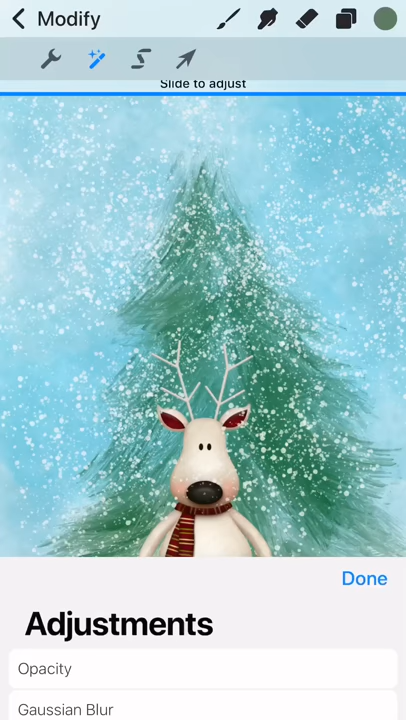 Modify
Slide to adjust
Done
Adjustments
Opacity
Gaussian Blur